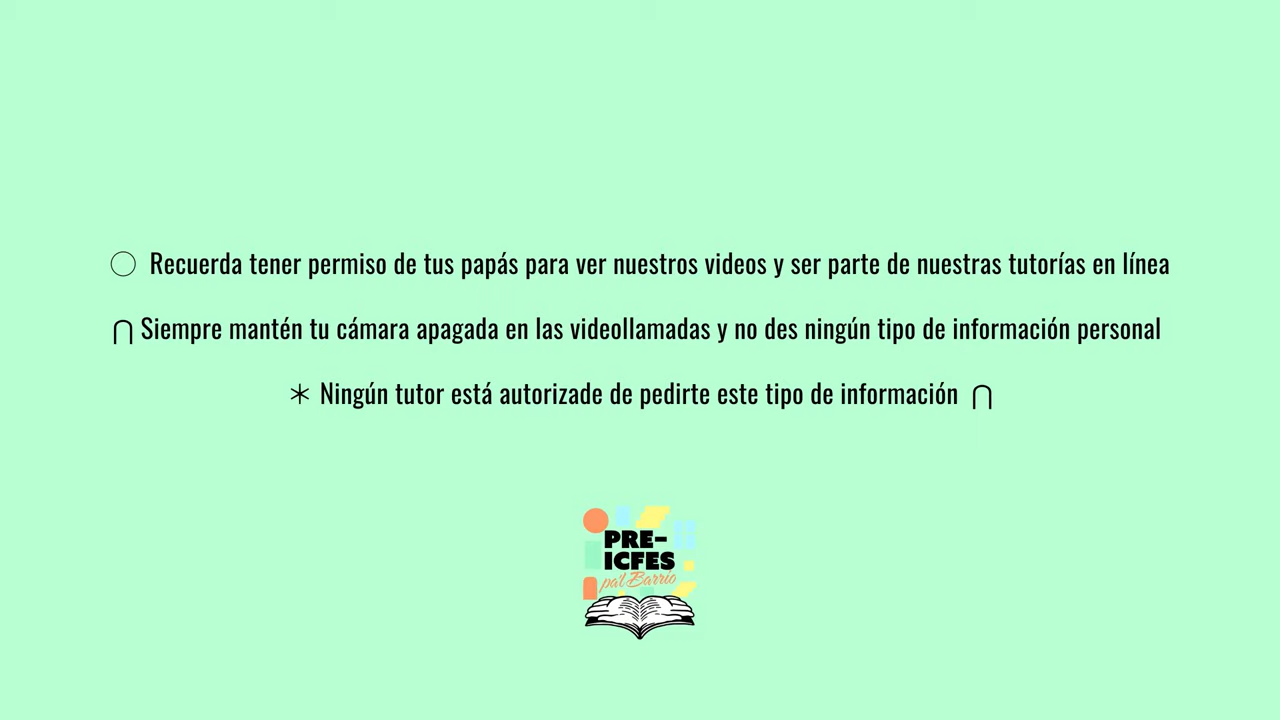 ○ Recuerda tener permiso de tus papás para ver nuestros videos y ser parte de nuestras tutorías en línea
∩ Siempre mantén tu cámara apagada en las videollamadas y no des ningún tipo de información personal
* Ningún tutor está autorizade de pedirte este tipo de información ∩
PRE-
ICFES
pa'l Barrio